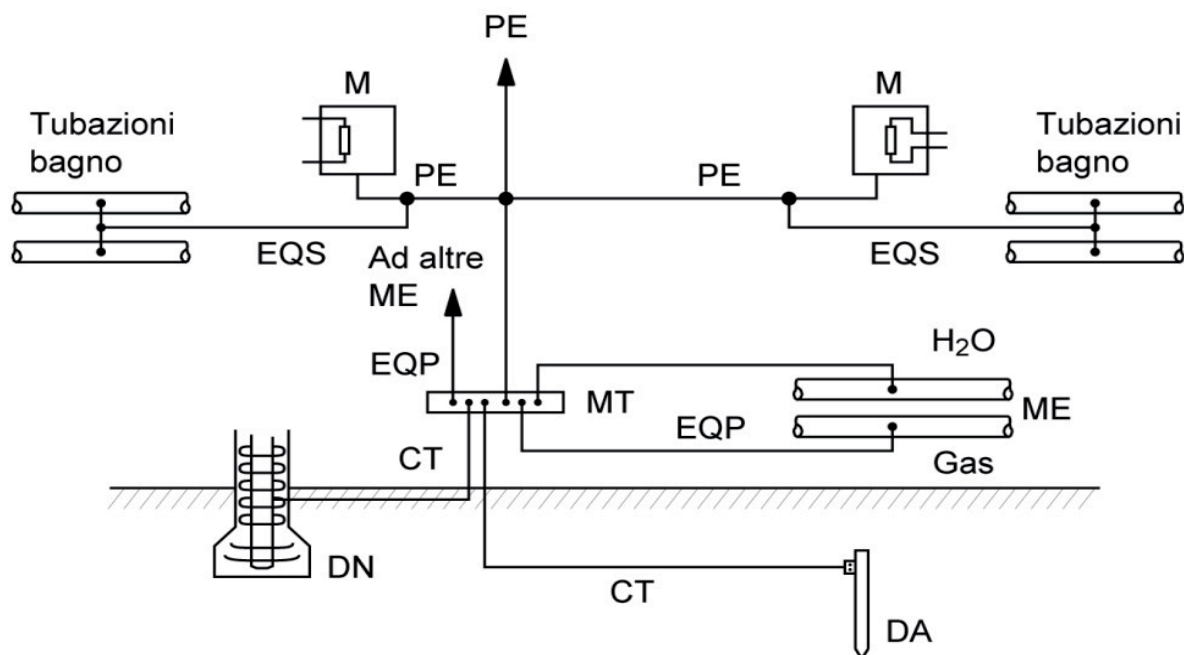 PE
M
M
Tubazioni
bagno
Tubazioni
bagno
PE
PE
EQS
EQS
Ad altre
ME
H₂O
EQP
MT
ME
EQP
CT
Gas
DN
CT
DA